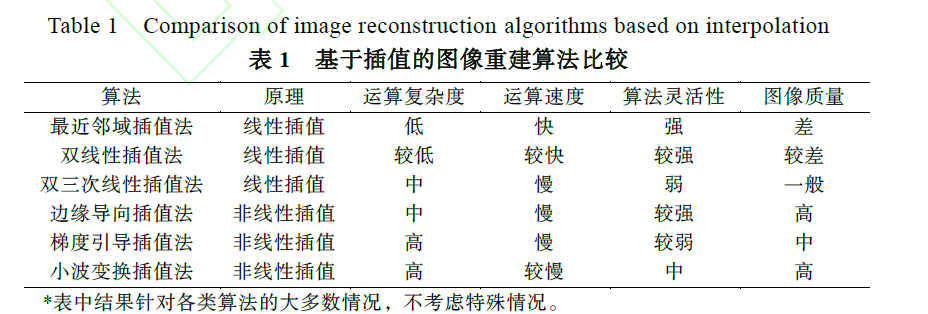 Table 1 Comparison of image reconstruction algorithms based on interpolation
表 1 基于插值的图像重建算法比较
算法 原理 运算复杂度 运算速度 算法灵活性 图像质量
最近邻域插值法 线性插值 低 快 强 差
双线性插值法 线性插值 较低 较快 较强 较差
双三次线性插值法 线性插值 中 慢 弱 一般
边缘导向插值法 非线性插值 中 慢 较强 高
梯度引导插值法 非线性插值 高 慢 较弱 中
小波变换插值法 非线性插值 高 较慢 中 高
*表中结果针对各类算法的大多数情况，不考虑特殊情况。